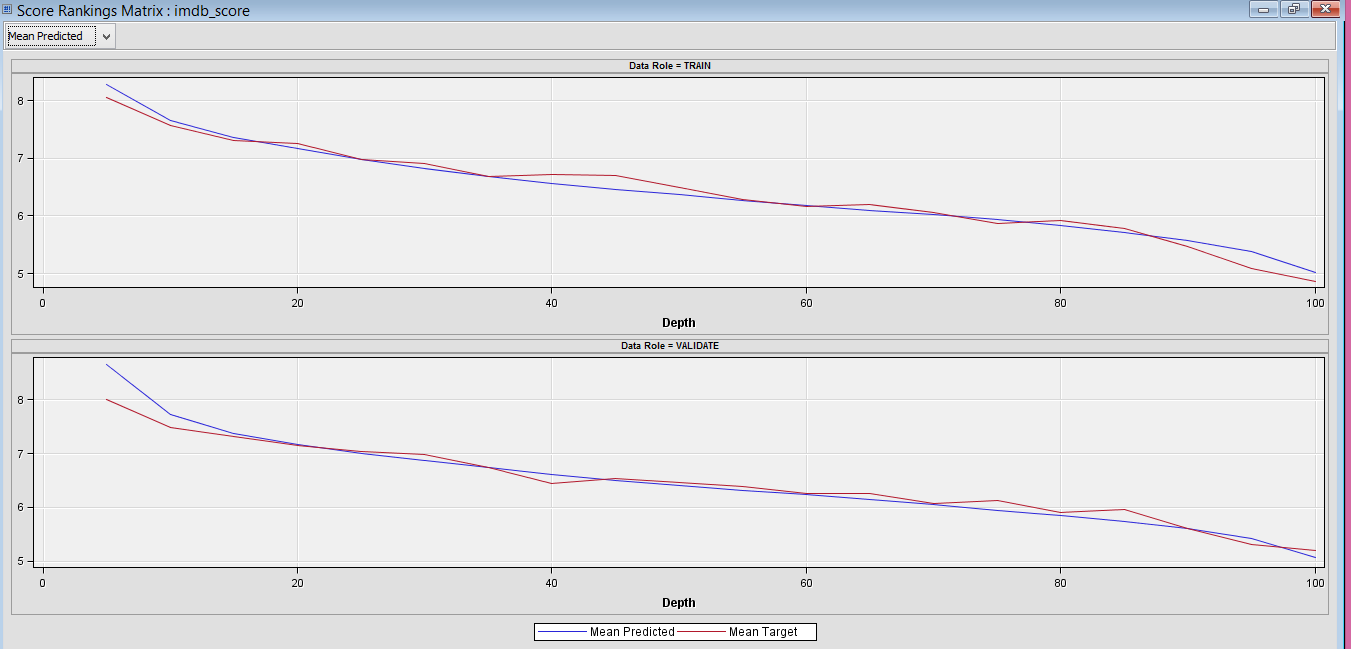 Score Rankings Matrix : imdb_score
Mean Predicted
Data Role = TRAIN
8
7
6
5
0 20 40 60 80 100
Depth
Data Role = VALIDATE
8
7
6
5
0 20 40 60 80 100
Depth
Mean Predicted Mean Target